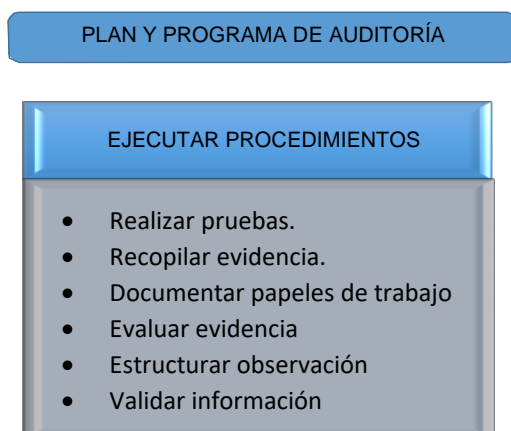 PLAN Y PROGRAMA DE AUDITORÍA
EJECUTAR PROCEDIMIENTOS
• Realizar pruebas.
• Recopilar evidencia.
• Documentar papeles de trabajo
• Evaluar evidencia
• Estructurar observación
• Validar información